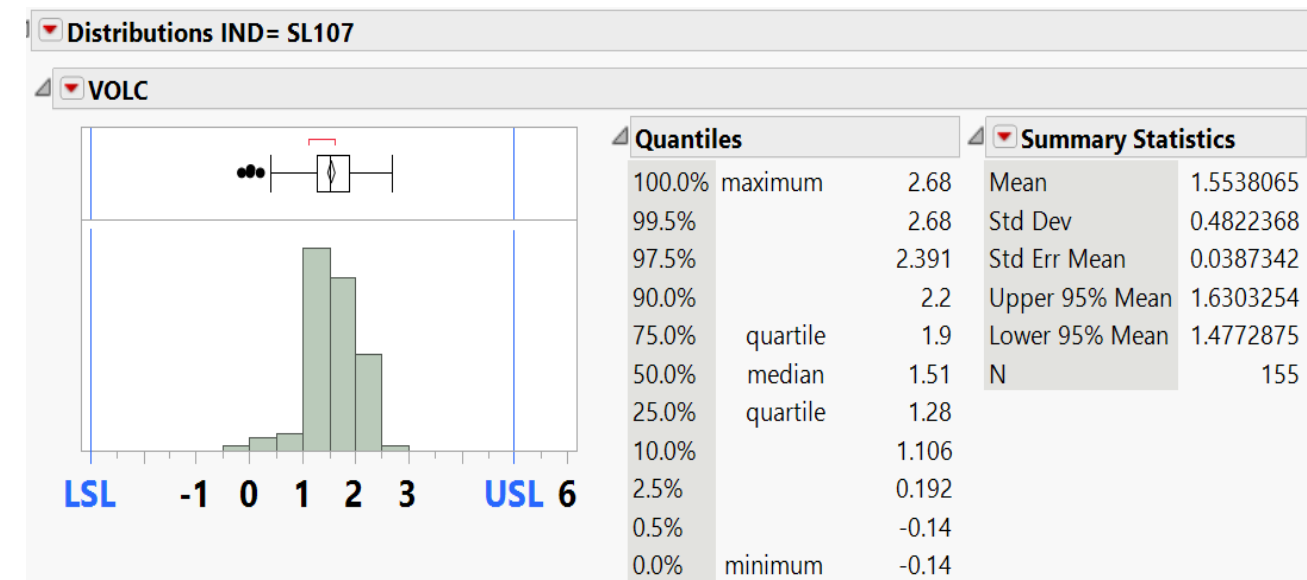 Distributions IND= SL107
VOLC
LSL -1 0 1 2 3 USL 6
Quantiles
100.0% maximum 2.68
99.5% 2.68
97.5% 2.391
90.0% 2.2
75.0% quartile 1.9
50.0% median 1.51
25.0% quartile 1.28
10.0% 1.106
2.5% 0.192
0.5% -0.14
0.0% minimum -0.14
Summary Statistics
Mean 1.5538065
Std Dev 0.4822368
Std Err Mean 0.0387342
Upper 95% Mean 1.6303254
Lower 95% Mean 1.4772875
N 155